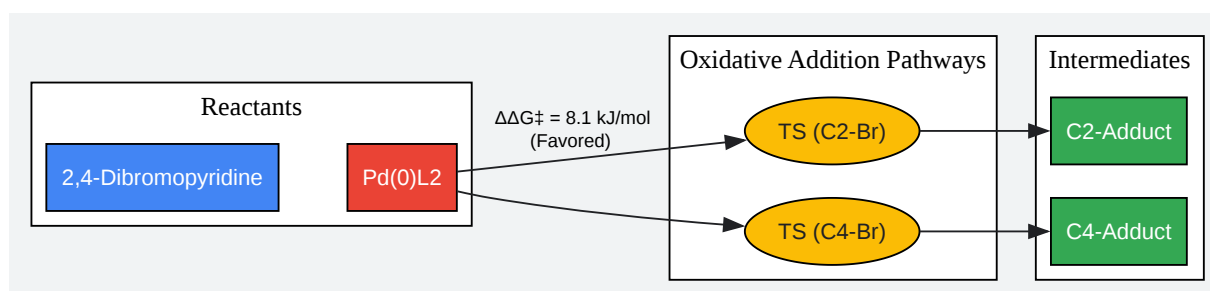 Reactants
2,4-Dibromopyridine
Pd(0)L2
ΔΔG‡ = 8.1 kJ/mol
(Favored)
Oxidative Addition Pathways
TS (C2-Br)
TS (C4-Br)
Intermediates
C2-Adduct
C4-Adduct